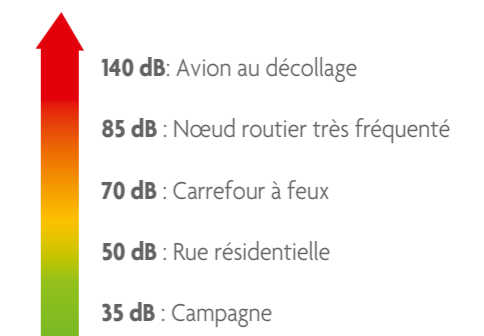 140 dB: Avion au décollage
85 dB : Nœud routier très fréquenté
70 dB : Carrefour à feux
50 dB : Rue résidentielle
35 dB : Campagne